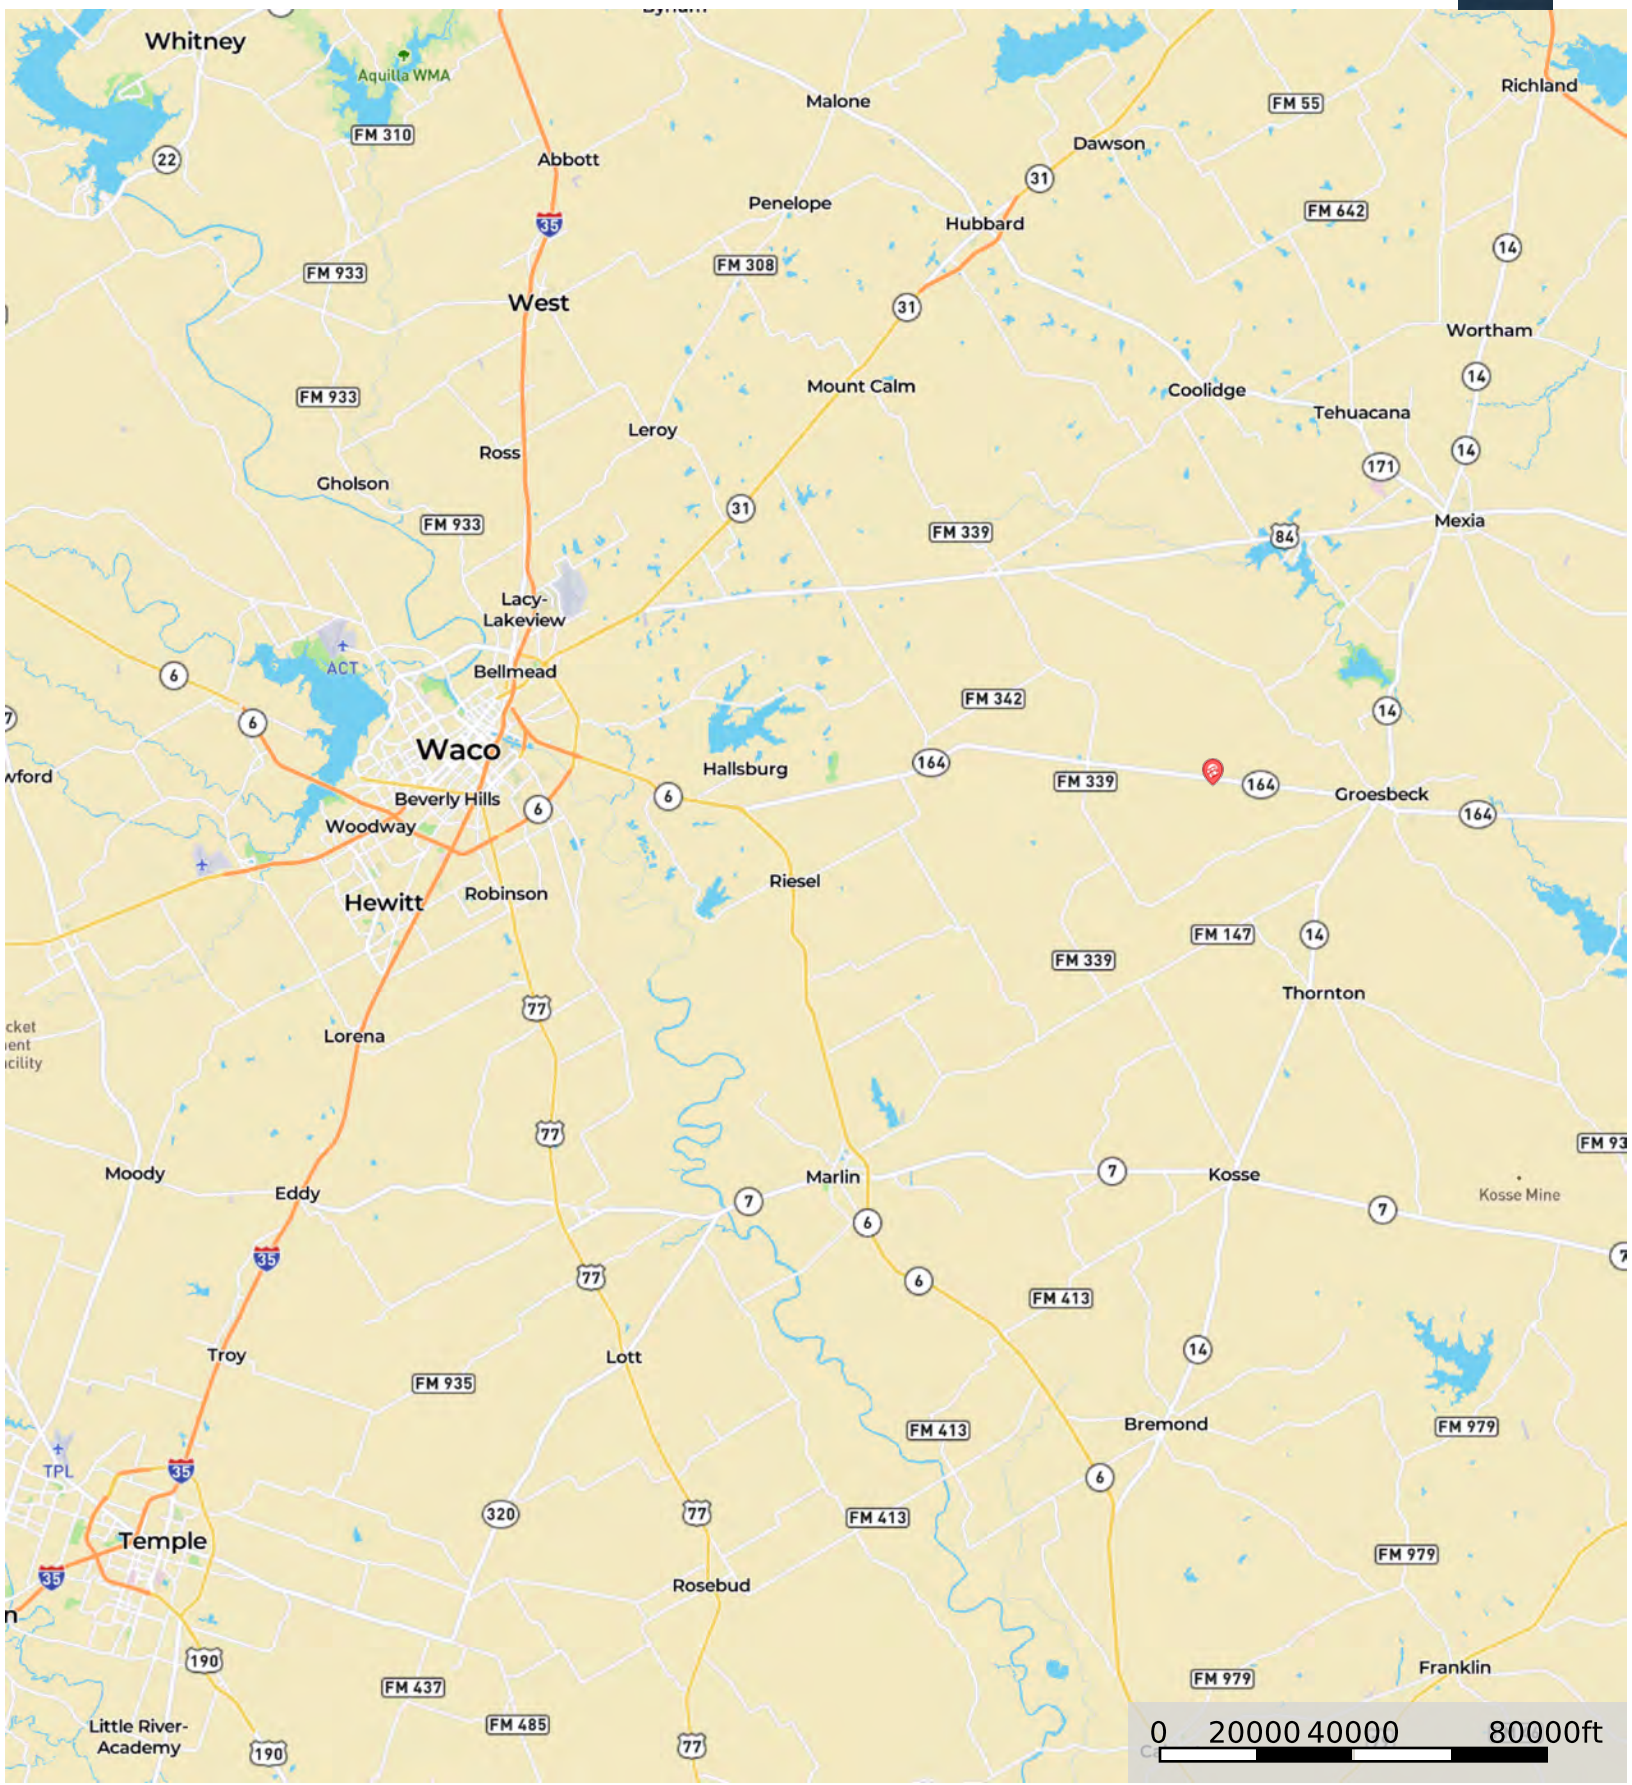 Whitney
Aquilla WMA
FM 310
22
Abbott
35
Malone
FM 55
Richland
Dawson
31
Penelope
Hubbard
FM 642
14
FM 308
FM 933
West
31
Wortham
FM 933
Mount Calm
Coolidge
14
Tehuacana
Leroy
Ross
14
171
Gholson
31
FM 933
FM 339
84
Mexia
Lacy-
Lakeview
ACT
6
Bellmead
FM 342
14
6
Waco
164
Hallsburg
FM 339
164
Groesbeck
wford
Beverly Hills
6
6
164
Woodway
Riesel
Hewitt
Robinson
FM 147
14
FM 339
Thornton
77
cket
ent
cility
Lorena
77
FM 93
Moody
Marlin
7
Kosse
Kosse Mine
Eddy
7
6
7
35
77
6
7
FM 413
Troy
Lott
14
FM 935
FM 413
Bremond
FM 979
TPL
35
6
320
77
FM 413
Temple
FM 979
35
Rosebud
n
190
FM 437
FM 979
Franklin
Little River-
Academy
FM 485
77
190
0 20000 40000 80000ft